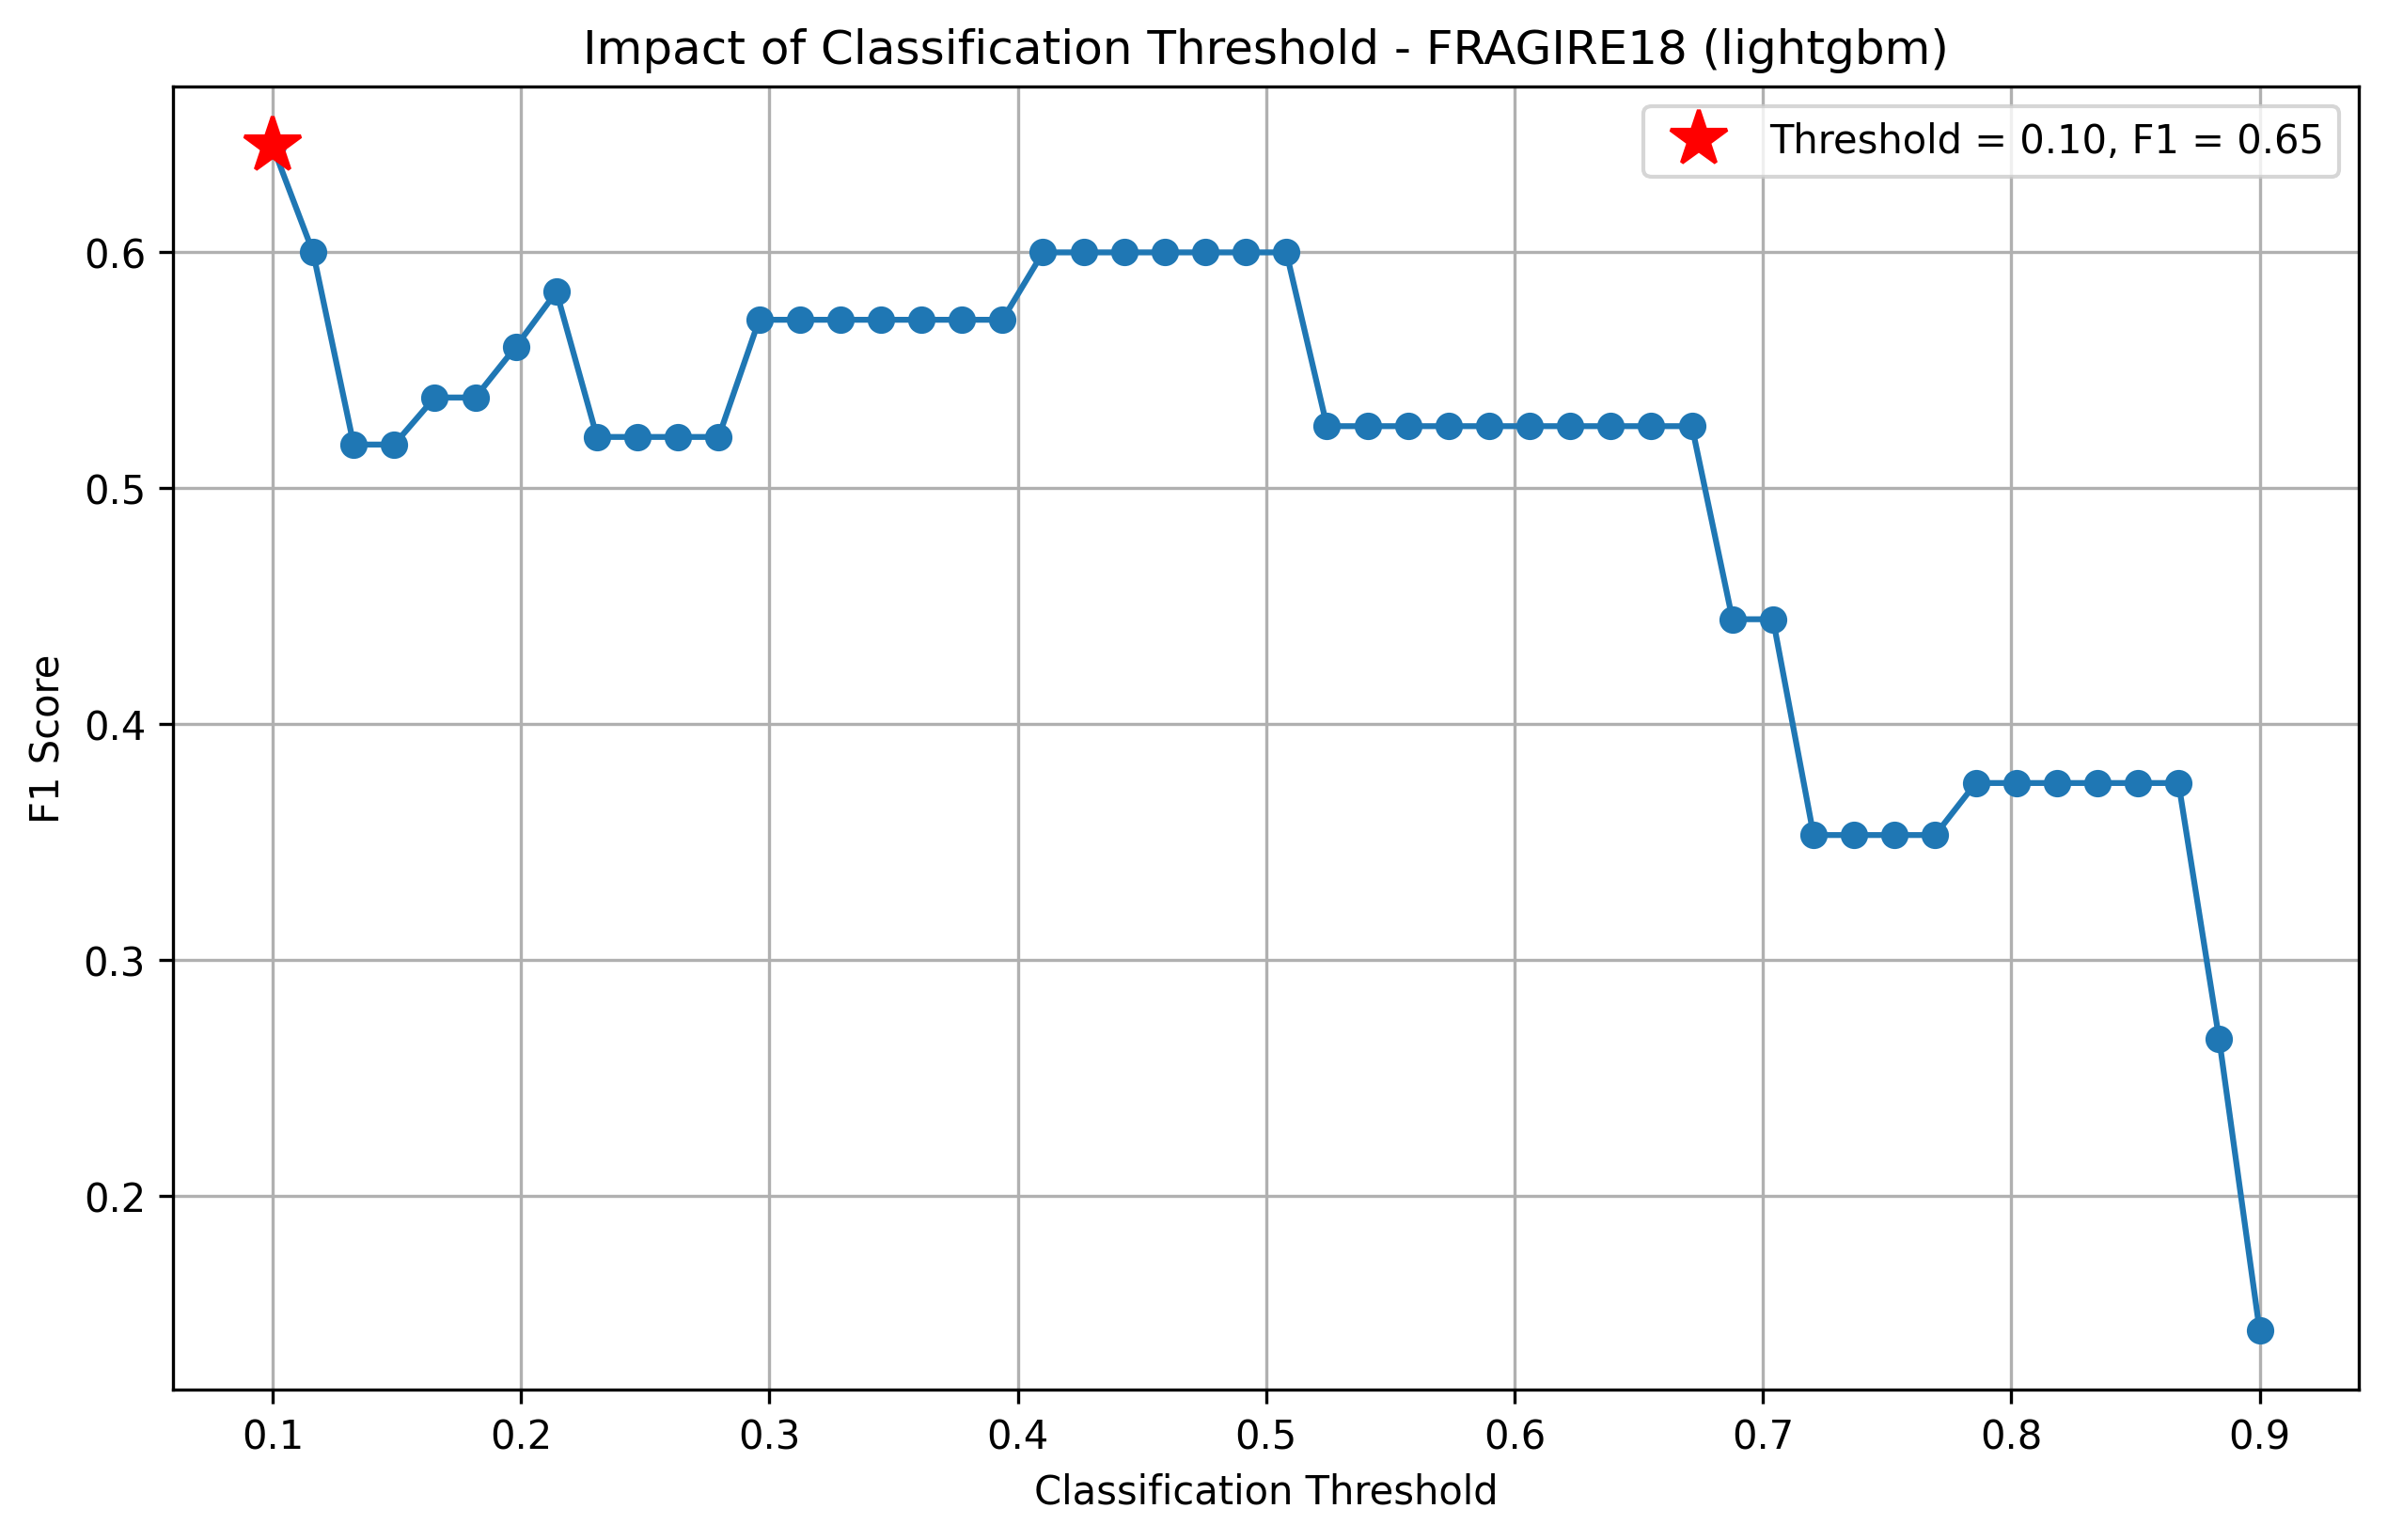 Impact of Classification Threshold - FRAGIRE18 (lightgbm)
Threshold = 0.10, F1 = 0.65
F1 Score
0.6
0.5
0.4
0.3
0.2
0.1 0.2 0.3 0.4 0.5 0.6 0.7 0.8 0.9
Classification Threshold